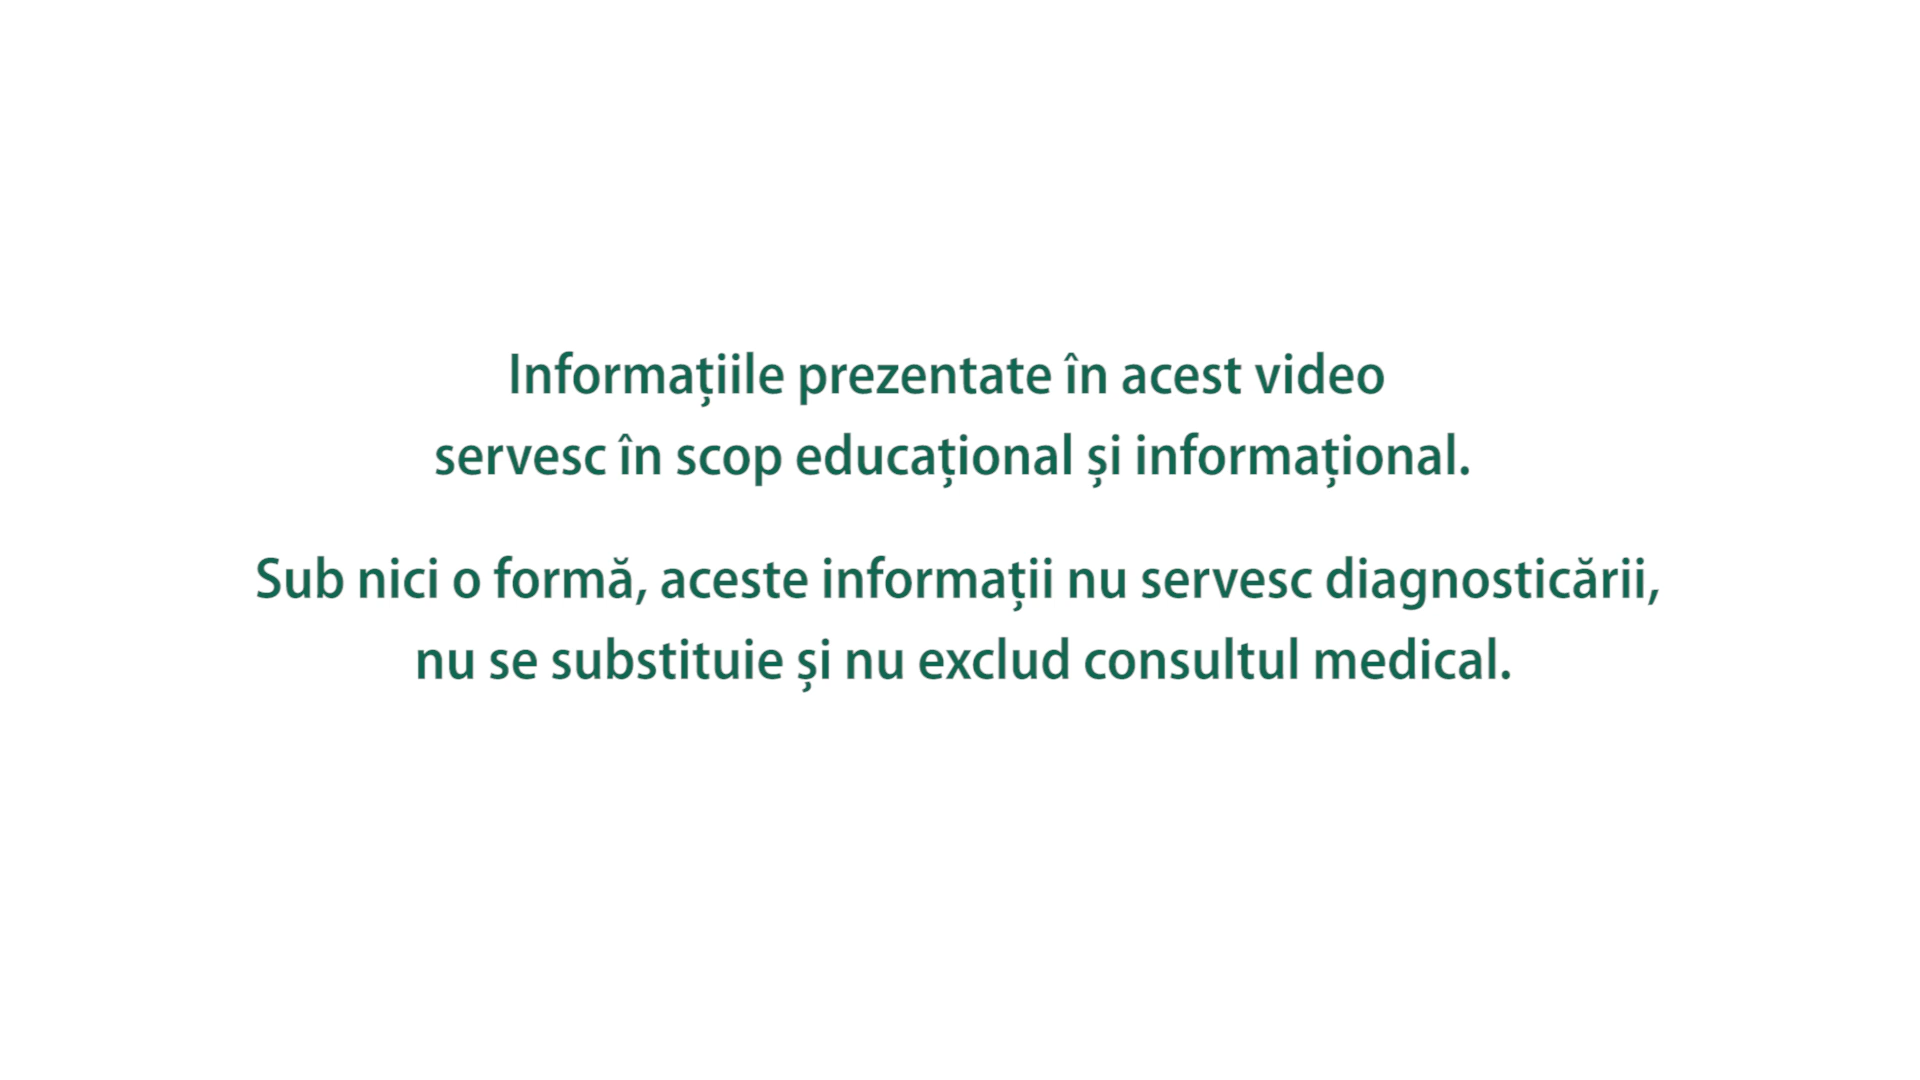 Informațiile prezentate în acest video
servesc în scop educațional și informațional.
Sub nici o formă, aceste informații nu servesc diagnosticării,
nu se substituie și nu exclud consultul medical.